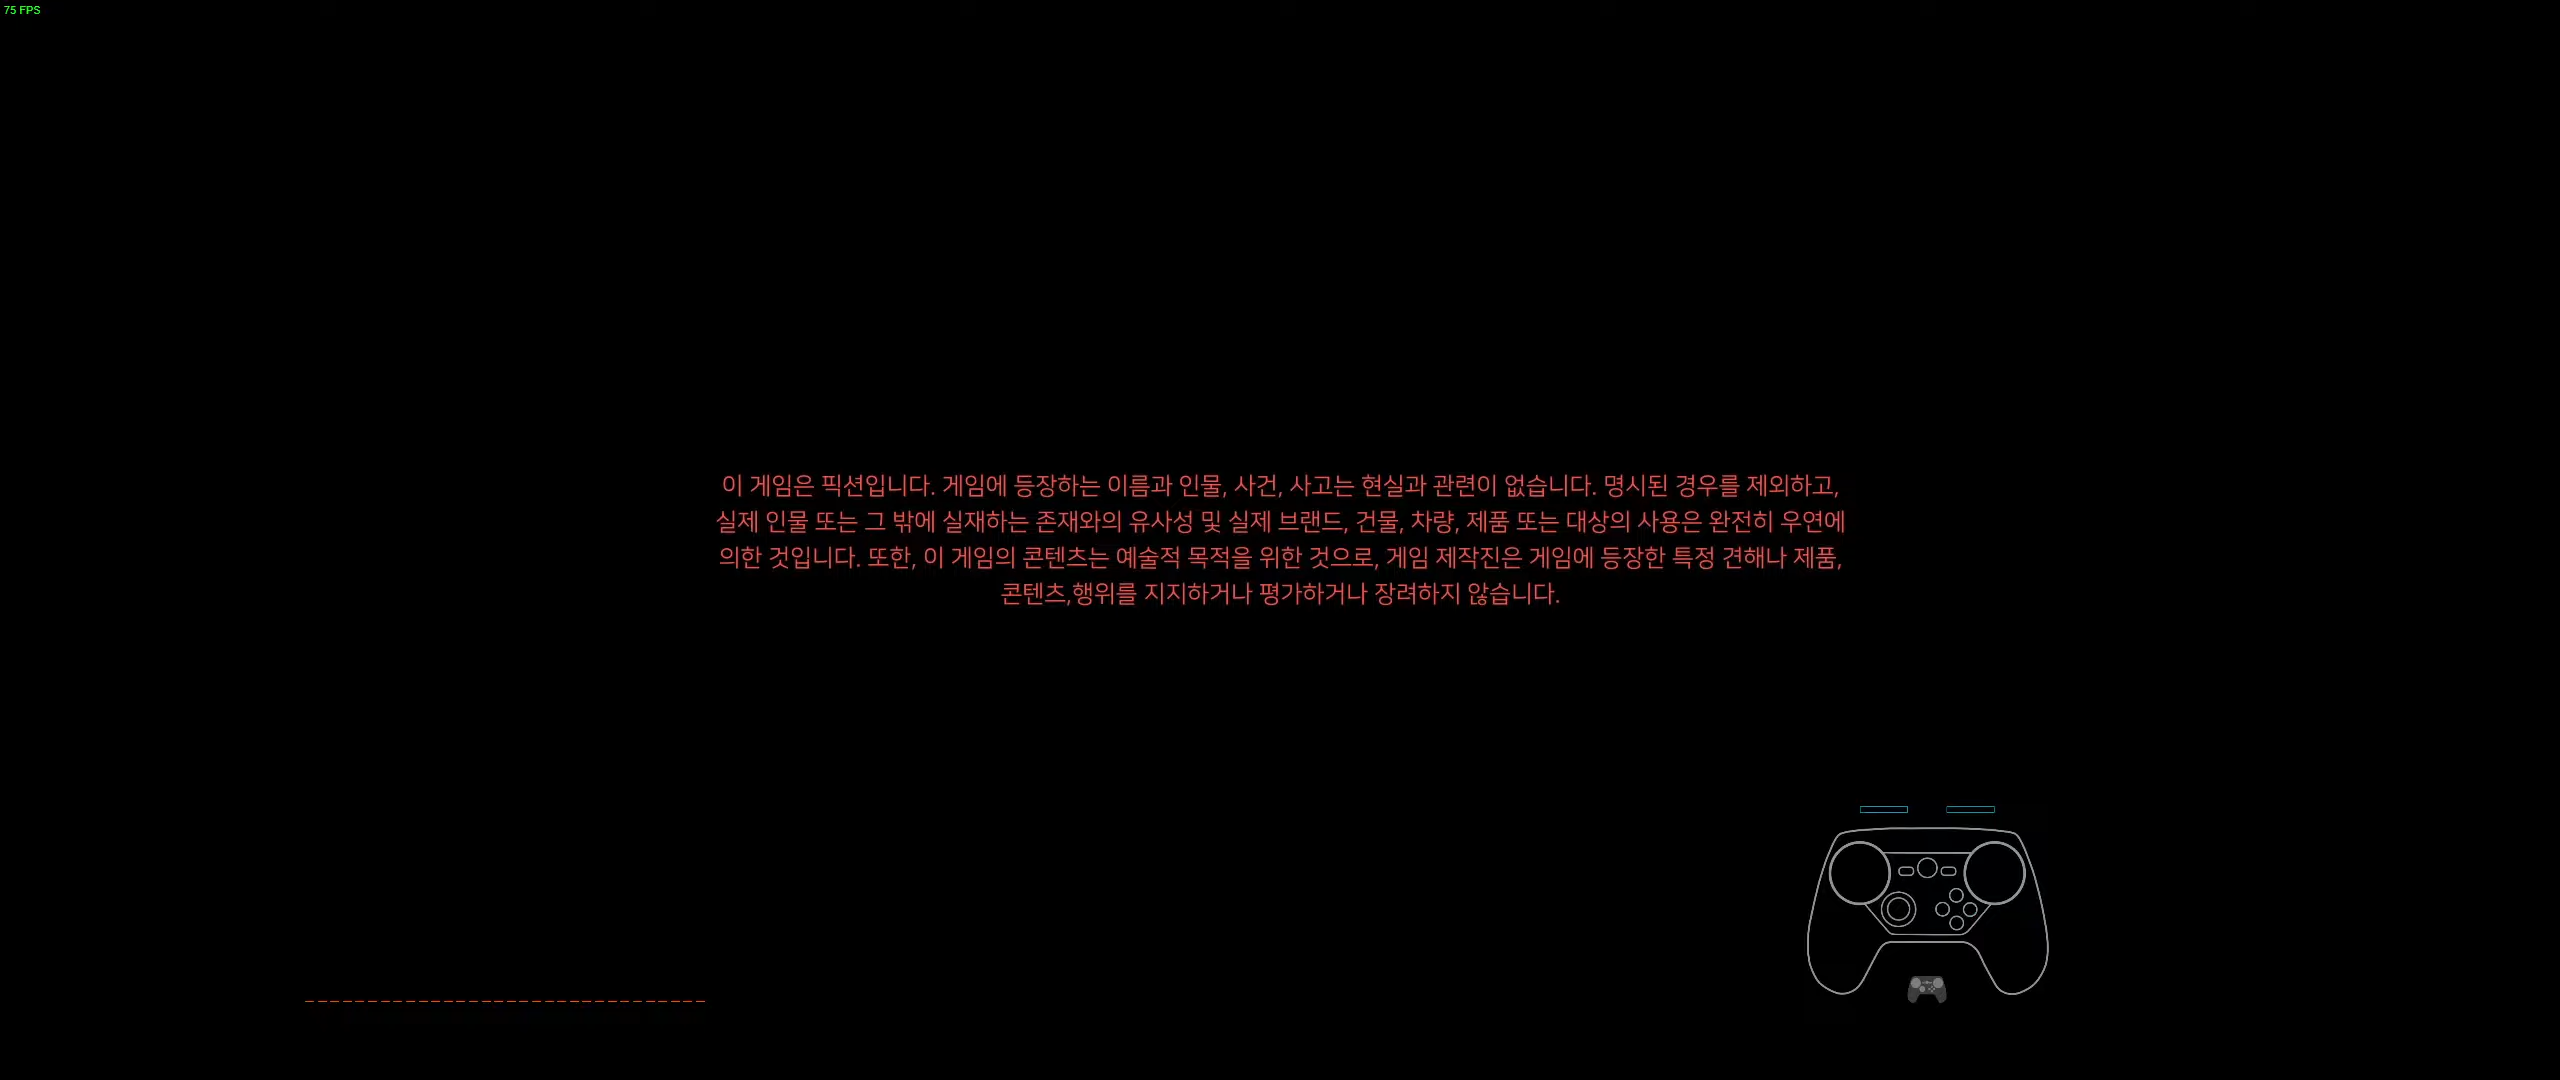 75 FPS
이 게임은 픽션입니다. 게임에 등장하는 이름과 인물, 사건, 사고는 현실과 관련이 없습니다. 명시된 경우를 제외하고,
실제 인물 또는 그 밖에 실재하는 존재와의 유사성 및 실제 브랜드, 건물, 차량, 제품 또는 대상의 사용은 완전히 우연에
의한 것입니다. 또한, 이 게임의 콘텐츠는 예술적 목적을 위한 것으로, 게임 제작진은 게임에 등장한 특정 견해나 제품,
콘텐츠,행위를 지지하거나 평가하거나 장려하지 않습니다.